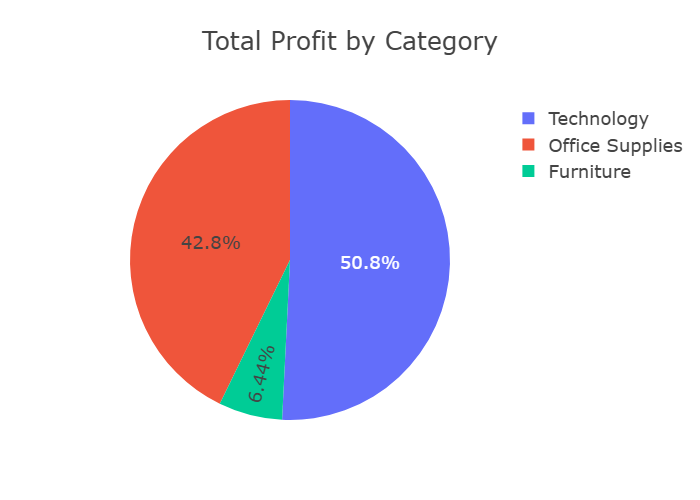 Total Profit by Category
Technology
Office Supplies
Furniture
42.8%
50.8%
6.44%